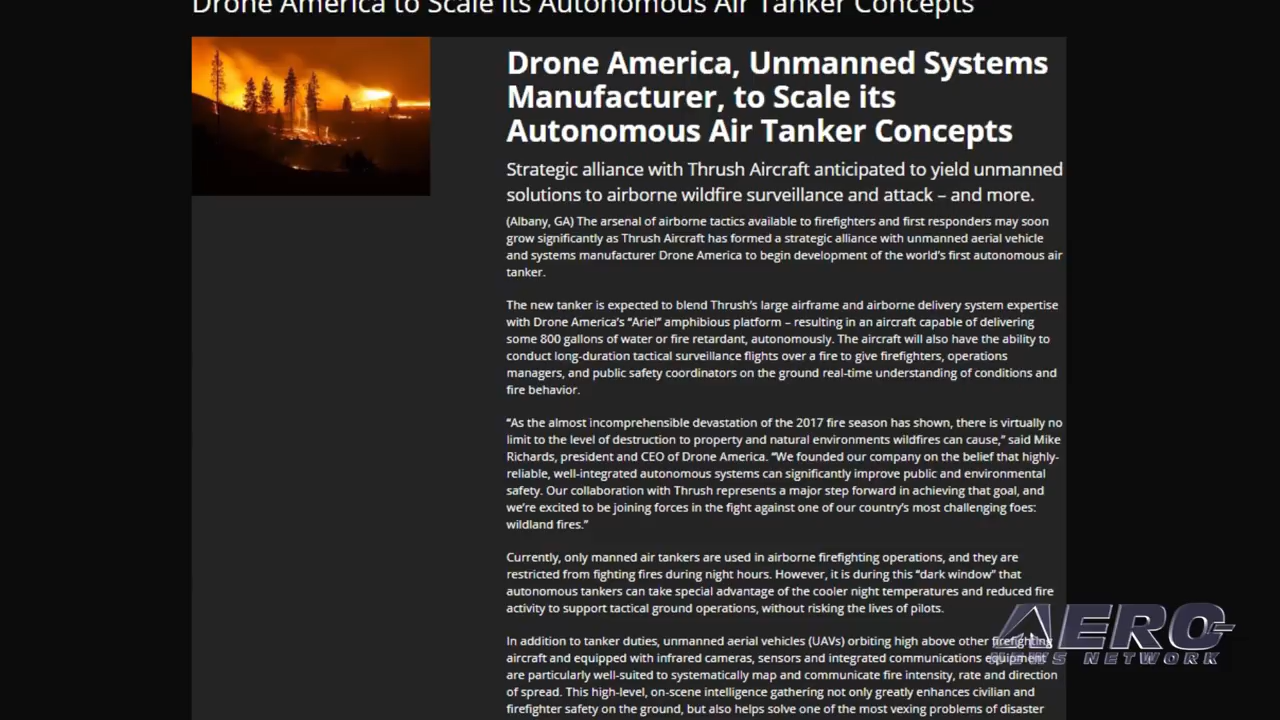 Drone America to Scale its Autonomous Air Tanker Concepts
Drone America, Unmanned Systems
Manufacturer, to Scale its
Autonomous Air Tanker Concepts
Strategic alliance with Thrush Aircraft anticipated to yield unmanned
solutions to airborne wildfire surveillance and attack – and more.
(Albany, GA) The arsenal of airborne tactics available to firefighters and first responders may soon
grow significantly as Thrush Aircraft has formed a strategic alliance with unmanned aerial vehicle
and systems manufacturer Drone America to begin development of the world's first autonomous air
tanker.
The new tanker is expected to blend Thrush's large airframe and airborne delivery system expertise
with Drone America's "Ariel" amphibious platform – resulting in an aircraft capable of delivering
some 800 gallons of water or fire retardant, autonomously. The aircraft will also have the ability to
conduct long-duration tactical surveillance flights over a fire to give firefighters, operations
managers, and public safety coordinators on the ground real-time understanding of conditions and
fire behavior.
"As the almost incomprehensible devastation of the 2017 fire season has shown, there is virtually no
limit to the level of destruction to property and natural environments wildfires can cause," said Mike
Richards, president and CEO of Drone America. "We founded our company on the belief that highly-
reliable, well-integrated autonomous systems can significantly improve public and environmental
safety. Our collaboration with Thrush represents a major step forward in achieving that goal, and
we're excited to be joining forces in the fight against one of our country's most challenging foes:
wildland fires."
Currently, only manned air tankers are used in airborne firefighting operations, and they are
restricted from fighting fires during night hours. However, it is during this "dark window" that
autonomous tankers can take special advantage of the cooler night temperatures and reduced fire
activity to support tactical ground operations, without risking the lives of pilots.
In addition to tanker duties, unmanned aerial vehicles (UAVs) orbiting high above other firefighting
aircraft and equipped with infrared cameras, sensors and integrated communications equipment
are particularly well-suited to systematically map and communicate fire intensity, rate and direction
of spread. This high-level, on-scene intelligence gathering not only greatly enhances civilian and
firefighter safety on the ground, but also helps solve one of the most vexing problems of disaster
AERO
NEWS NETWORK